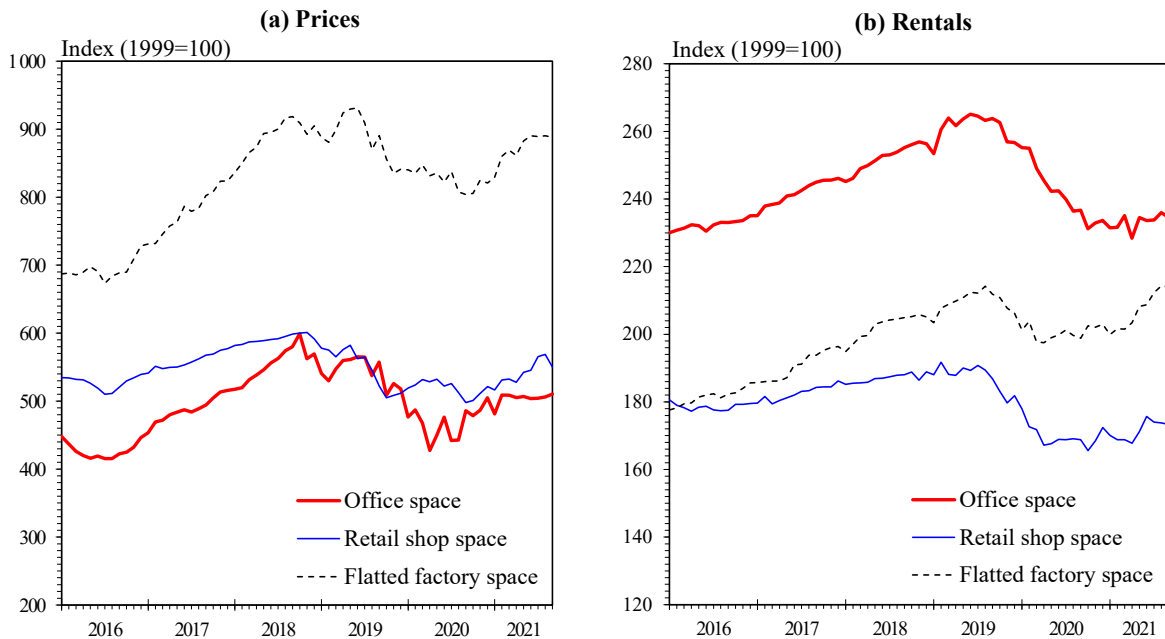 (a) Prices
Index (1999=100)
1 000
900
800
700
600
500
400
300
200
Office space
Retail shop space
Flatted factory space
2016 2017 2018 2019 2020 2021
(b) Rentals
Index (1999=100)
280
260
240
220
200
180
160
140
120
Office space
Retail shop space
Flatted factory space
2016 2017 2018 2019 2020 2021